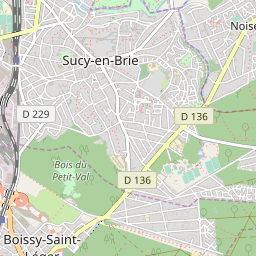 Noise
Sucy-en-Brie
D 229
D 136
Bois du
Petit-Val
D 136
Boissy-Saint-
Léger